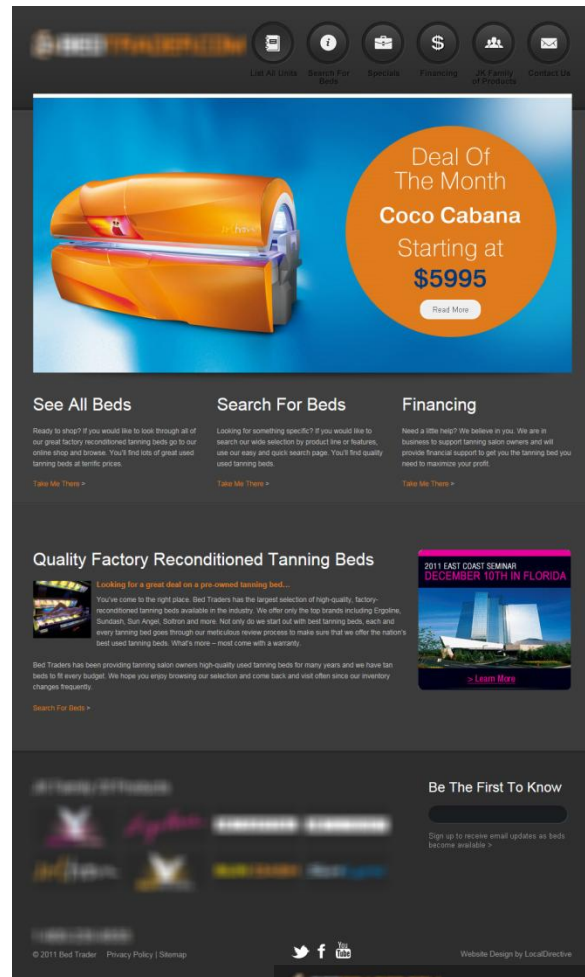 List All Units
Search For
Beds
Specials
Financing
JK Family
of Products
Contact Us
Deal Of
The Month
Coco Cabana
Starting at
$5995
Read More
See All Beds
Ready to shop? If you would like to look through all of
our great factory reconditioned tanning beds go to our
online shop and browse. You'll find lots of great used
tanning beds at terrific prices.
Take Me There >
Search For Beds
Looking for something specific? If you would like to
search our wide selection by product line or features,
use our easy and quick search page. You'll find quality
used tanning beds.
Take Me There >
Financing
Need a little help? We believe in you. We are in
business to support tanning salon owners and will
provide financial support to get you the tanning bed you
need to maximize your profit.
Take Me There >
Quality Factory Reconditioned Tanning Beds
Looking for a great deal on a pre-owned tanning bed...
You've come to the right place. Bed Traders has the largest selection of high-quality, factory-
reconditioned tanning beds available in the industry. We offer only the top brands including Ergoline,
Sundash, Sun Angel, Soltron and more. Not only do we start out with best tanning beds, each and
every tanning bed goes through our meticulous review process to make sure that we offer the nation's
best used tanning beds. What's more – most come with a warranty.
Bed Traders has been providing tanning salon owners high-quality used tanning beds for many years and we have tan
beds to fit every budget. We hope you enjoy browsing our selection and come back and visit often since our inventory
changes frequently.
Search For Beds >
2011 EAST COAST SEMINAR
DECEMBER 10TH IN FLORIDA
> Learn More
Be The First To Know
Sign up to receive email updates as beds
become available >
© 2011 Bed Trader Privacy Policy | Sitemap
You
Tube
Website Design by LocalDirective